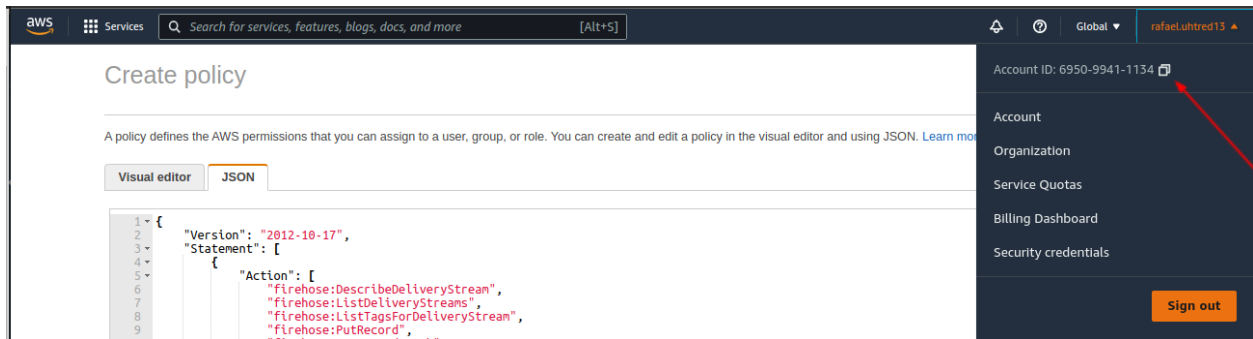 aws Services Search for services, features, blogs, docs, and more [Alt+S] Global rafael.uhtred13
Account ID: 6950-9941-1134
Create policy
A policy defines the AWS permissions that you can assign to a user, group, or role. You can create and edit a policy in the visual editor and using JSON. Learn mor
Visual editor JSON
1 {
2 "Version": "2012-10-17",
3 "Statement": [
4 {
5 "Action": [
6 "firehose:DescribeDeliveryStream",
7 "firehose:ListDeliveryStreams",
8 "firehose:ListTagsForDeliveryStream",
9 "firehose:PutRecord",
Account
Organization
Service Quotas
Billing Dashboard
Security credentials
Sign out